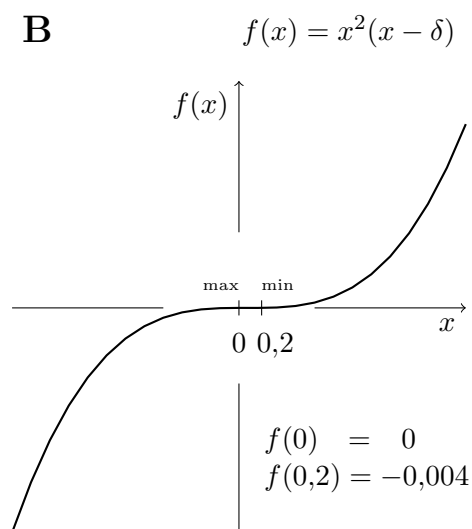 B
f(x) = x²(x − δ)
f(x)
max min
x
0 0,2
f(0) = 0
f(0,2) = −0,004